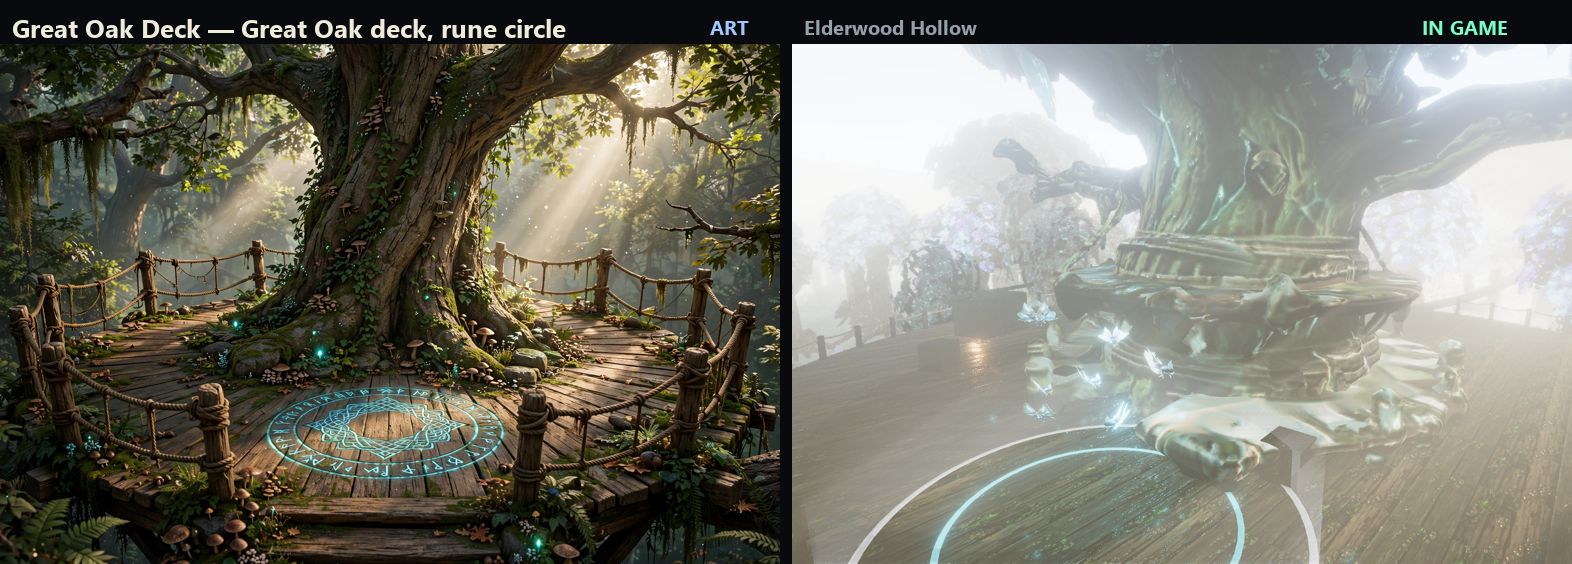 Great Oak Deck — Great Oak deck, rune circle
ART
Elderwood Hollow
IN GAME